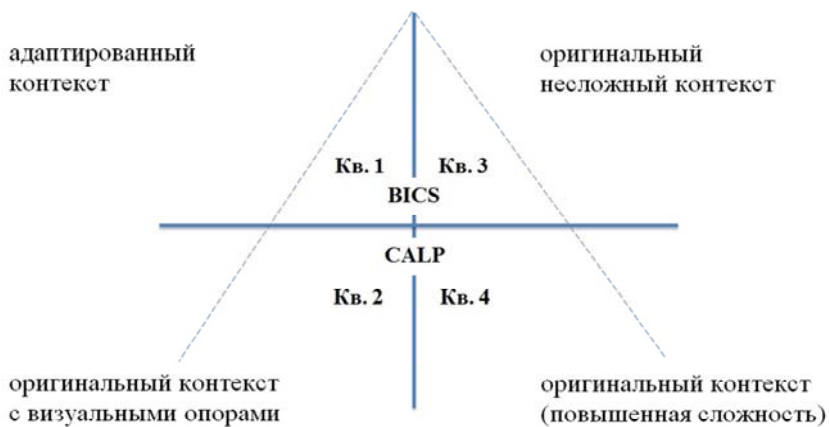 адаптированный
контекст
оригинальный
несложный контекст
Кв. 1
Кв. 3
BICS
CALP
Кв. 2
Кв. 4
оригинальный контекст
с визуальными опорами
оригинальный контекст
(повышенная сложность)